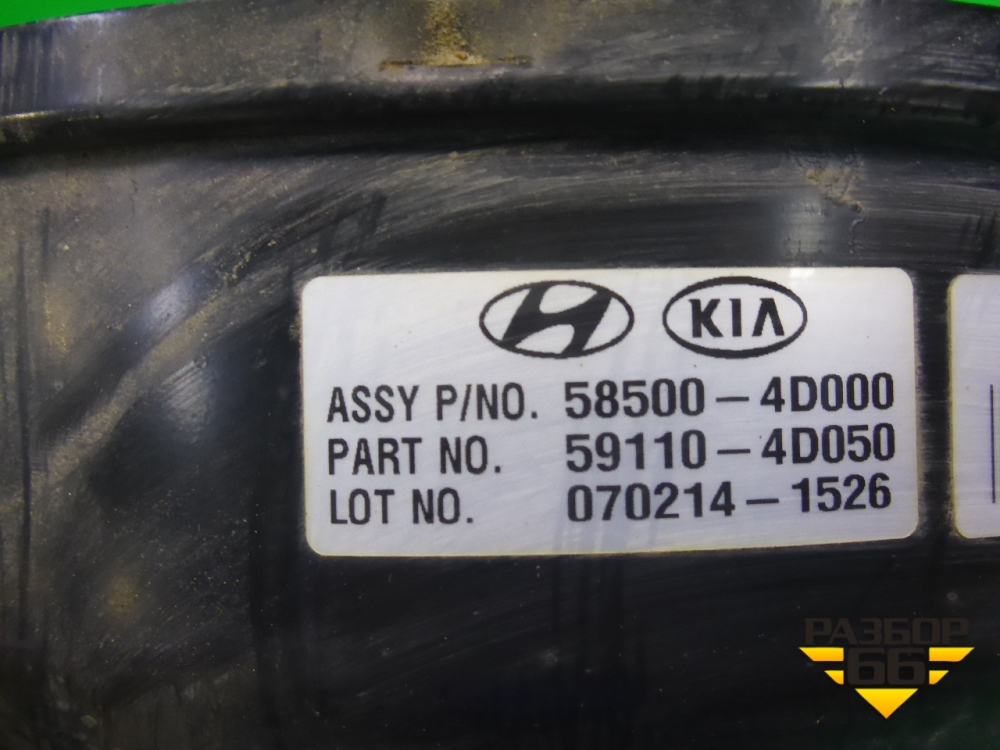 KIA
ASSY P/NO. 58500-4D000
PART NO. 59110-4D050
LOT NO. 070214-1526
РАЗБОР
66